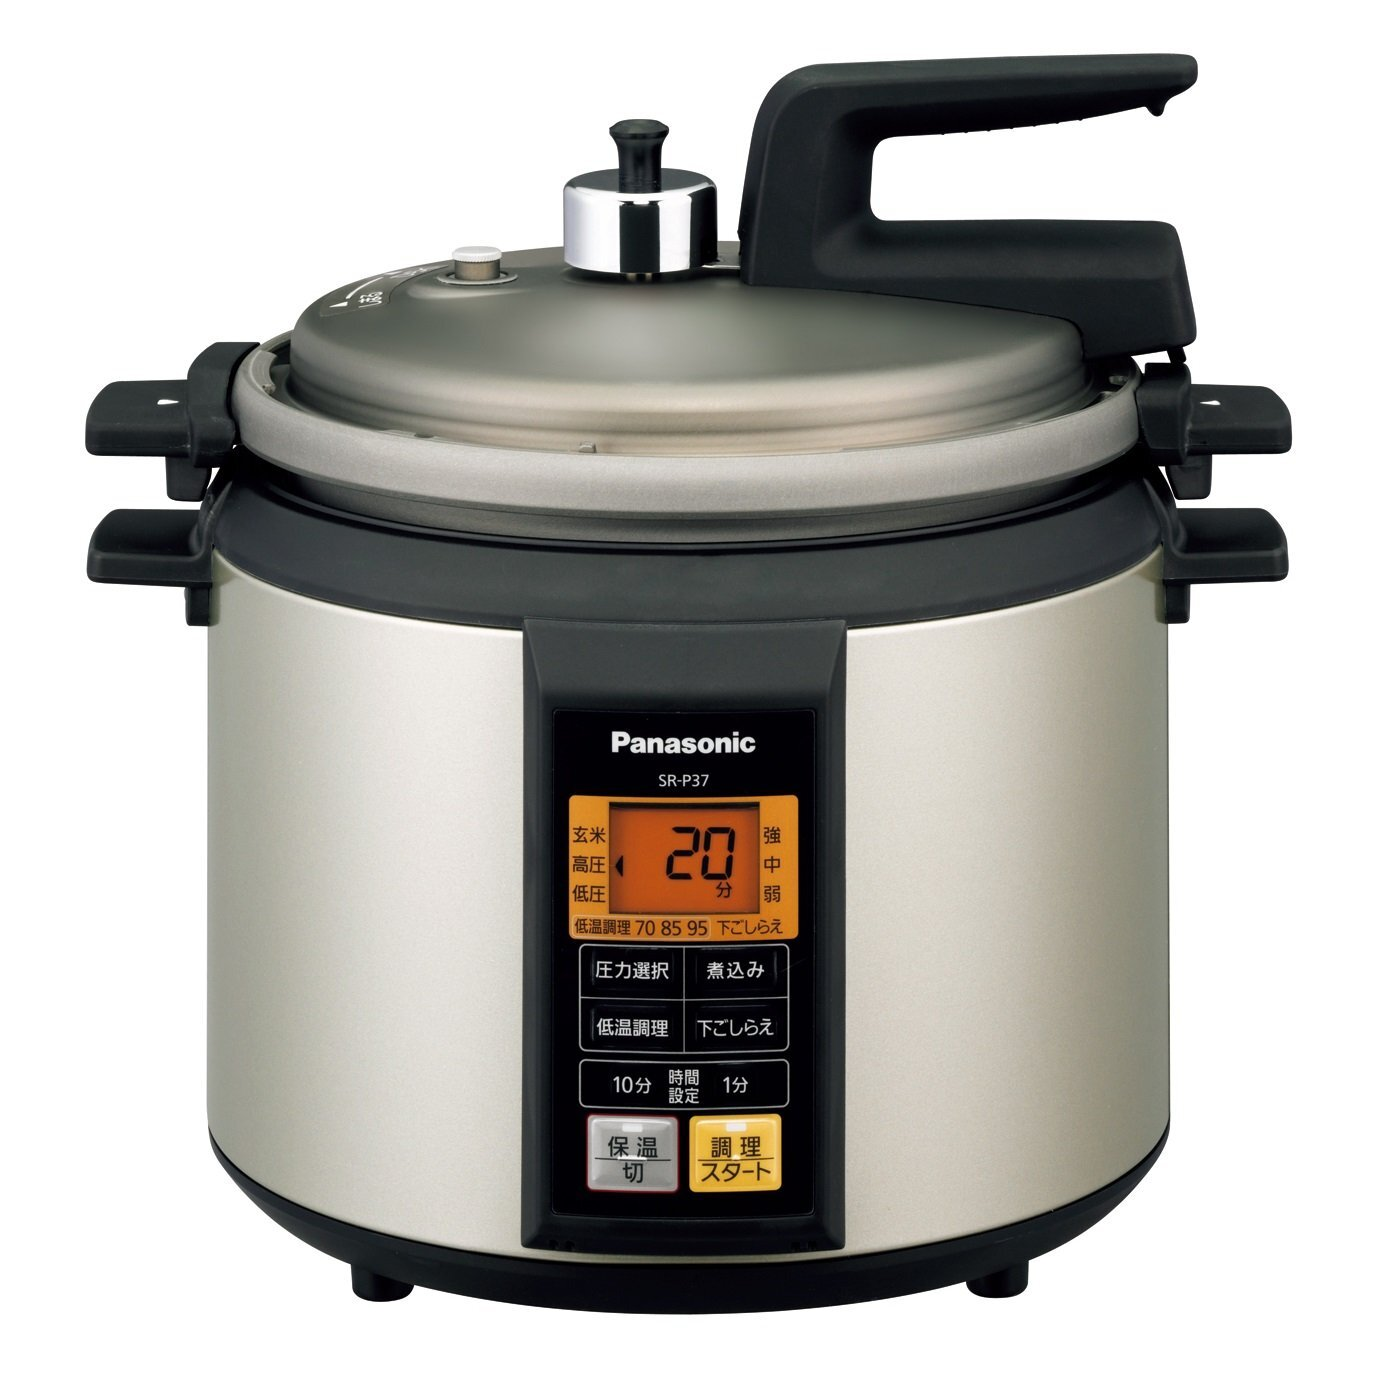 しまる
Panasonic
SR-P37
玄米
高圧
低圧
20
分
強
中
弱
低温調理 70 85 95 下ごしらえ
圧力選択 煮込み
低温調理 下ごしらえ
10分 時間設定 1分
保温
切
調理
スタート